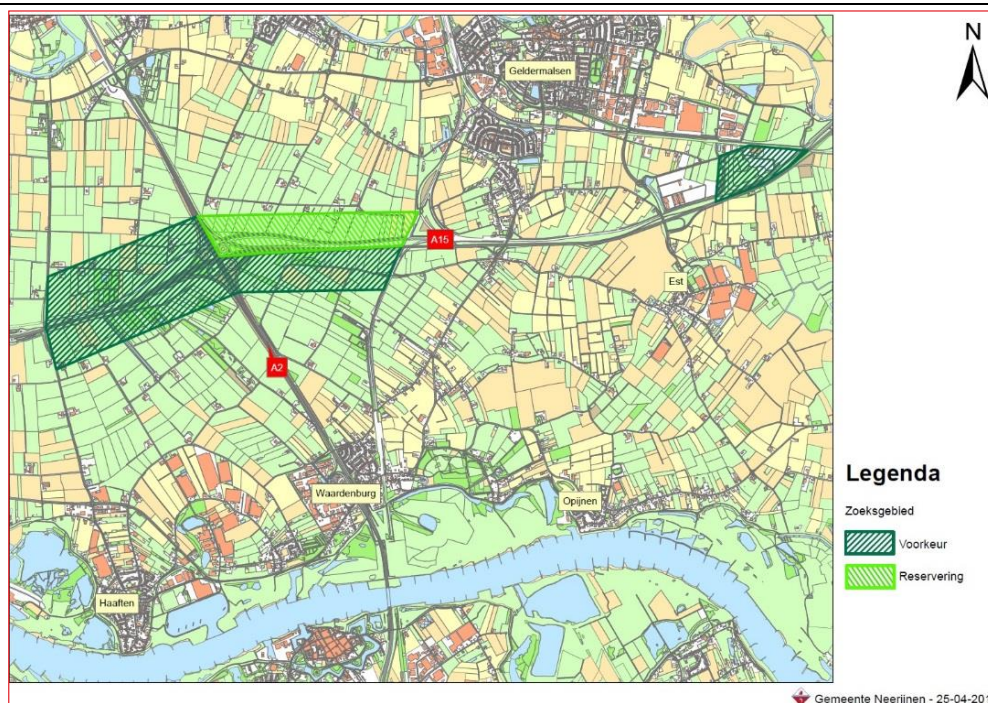 N
Geldermalsen
A15
Est
A2
Waardenburg
Opijnen
Haaften
Legenda
Zoeksgebied
Voorkeur
Reservering
Gemeente Neerijnen - 25-04-201